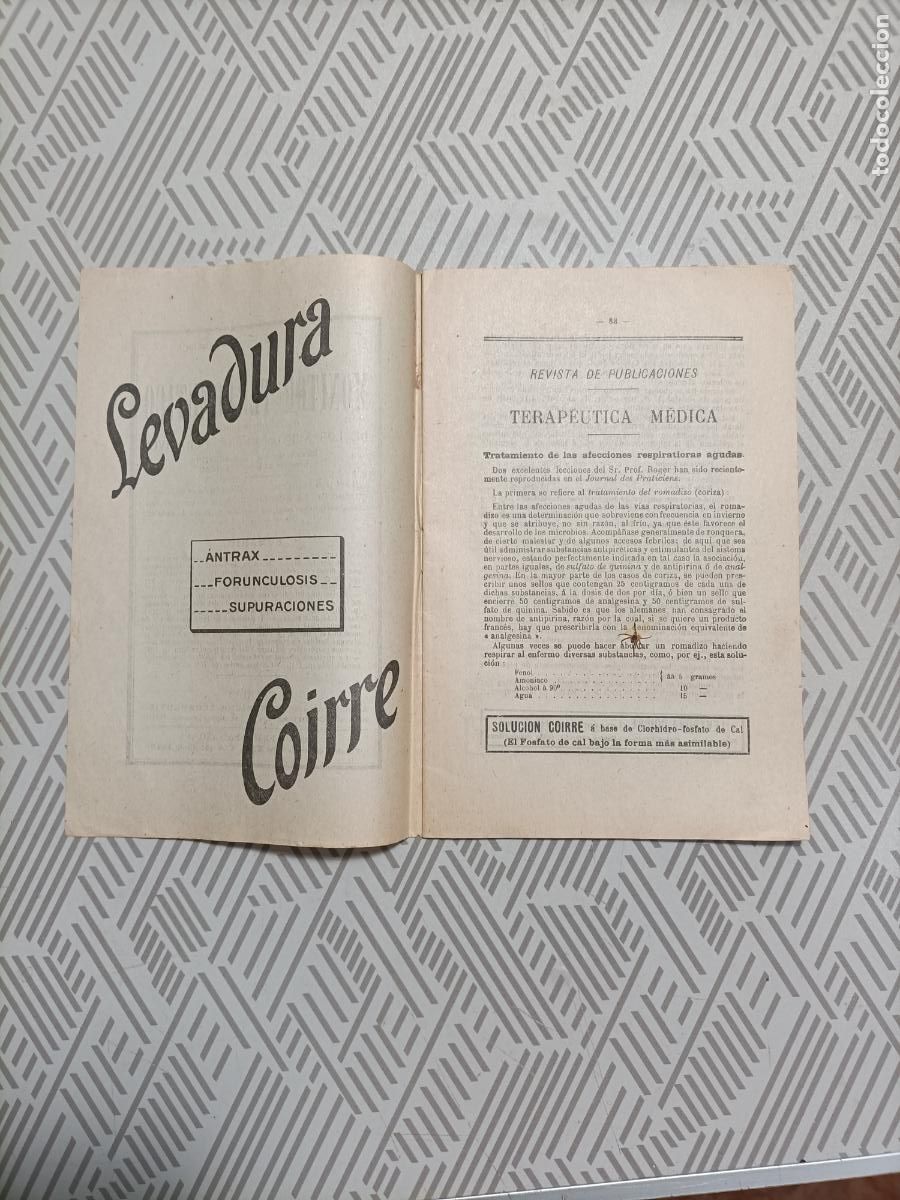 Levadura
ÁNTRAX
FORUNCULOSIS
SUPURACIONES
Coirre
— 88 —
REVISTA DE PUBLICACIONES
TERAPÉUTICA MÉDICA
Tratamiento de las afecciones respiratioras agudas.
Dos excelentes lecciones del Sr. Prof. Roger han sido reciente-
mente reproducidas en el Journal des Praticiens.
La primera se refiere al tratamiento del romadizo (coriza) :
Entre las afecciones agudas de las vías respiratorias, el roma-
dizo es una determinación que sobreviene con frecuencia en invierno
y que se atribuye, no sin razón, al frío, ya que éste favorece el
desarrollo de los microbios. Acompáñase generalmente de ronquera,
de cierto malestar y de algunos accesos febriles; de aquí que sea
útil administrar substancias antipiréticas y estimulantes del sistema
nervioso, estando perfectamente indicada en tal caso la asociación,
en partes iguales, de sulfato de quinina y de antipirina ó de anal-
gesina. En la mayor parte de los casos de coriza, se pueden pres-
cribir unos sellos que contengan 25 centigramos de cada una de
dichas substancias, á la dosis de dos por día, ó bien un sello que
encierre 50 centigramos de analgesina y 50 centigramos de sul-
fato de quinina. Sabido es que los alemanes han consagrado el
nombre de antipirina, razón por la cual, si se quiere un producto
francés, hay que prescribirla con la denominación equivalente de
« analgesina ».
Algunas veces se puede hacer abortar un romadizo haciendo
respirar al enfermo diversas substancias, como, por ej., esta solu-
ción :
Fenol . . . . . . . . . . . . . . . . } áá 5 gramos
Amoníaco . . . . . . . . . . . . . .
Alcohol á 90º . . . . . . . . . . . . . 10 —
Agua . . . . . . . . . . . . . . . . 15 —
SOLUCION COIRRE á base de Clorhidro-fosfato de Cal
(El Fosfato de cal bajo la forma más asimilable)
todocoleccion